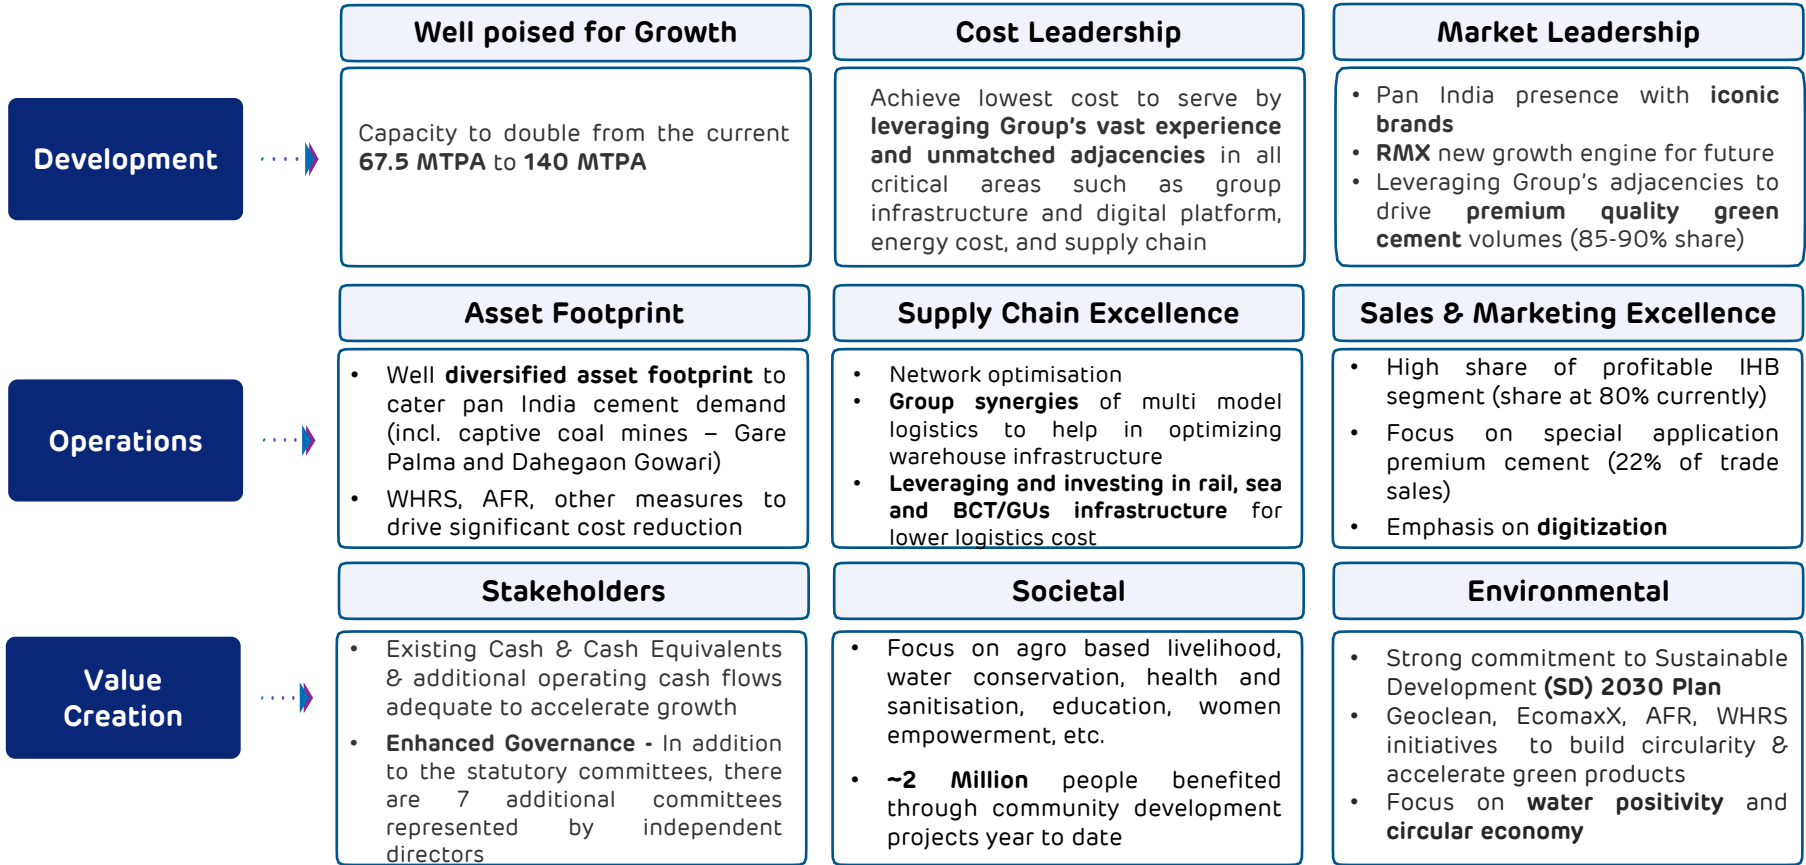 Well poised for Growth
Cost Leadership
Market Leadership
Development
Capacity to double from the current
67.5 MTPA to 140 MTPA
Achieve lowest cost to serve by
leveraging Group's vast experience
and unmatched adjacencies in all
critical areas such as group
infrastructure and digital platform,
energy cost, and supply chain
• Pan India presence with iconic
brands
• RMX new growth engine for future
• Leveraging Group's adjacencies to
drive premium quality green
cement volumes (85-90% share)
Asset Footprint
Supply Chain Excellence
Sales & Marketing Excellence
Operations
• Well diversified asset footprint to
cater pan India cement demand
(incl. captive coal mines – Gare
Palma and Dahegaon Gowari)
• WHRS, AFR, other measures to
drive significant cost reduction
• Network optimisation
• Group synergies of multi model
logistics to help in optimizing
warehouse infrastructure
• Leveraging and investing in rail, sea
and BCT/GUs infrastructure for
lower logistics cost
• High share of profitable IHB
segment (share at 80% currently)
• Focus on special application
premium cement (22% of trade
sales)
• Emphasis on digitization
Stakeholders
Societal
Environmental
Value
Creation
• Existing Cash & Cash Equivalents
& additional operating cash flows
adequate to accelerate growth
• Enhanced Governance - In addition
to the statutory committees, there
are 7 additional committees
represented by independent
directors
• Focus on agro based livelihood,
water conservation, health and
sanitisation, education, women
empowerment, etc.
• ~2 Million people benefited
through community development
projects year to date
• Strong commitment to Sustainable
Development (SD) 2030 Plan
• Geoclean, EcomaxX, AFR, WHRS
initiatives to build circularity &
accelerate green products
• Focus on water positivity and
circular economy